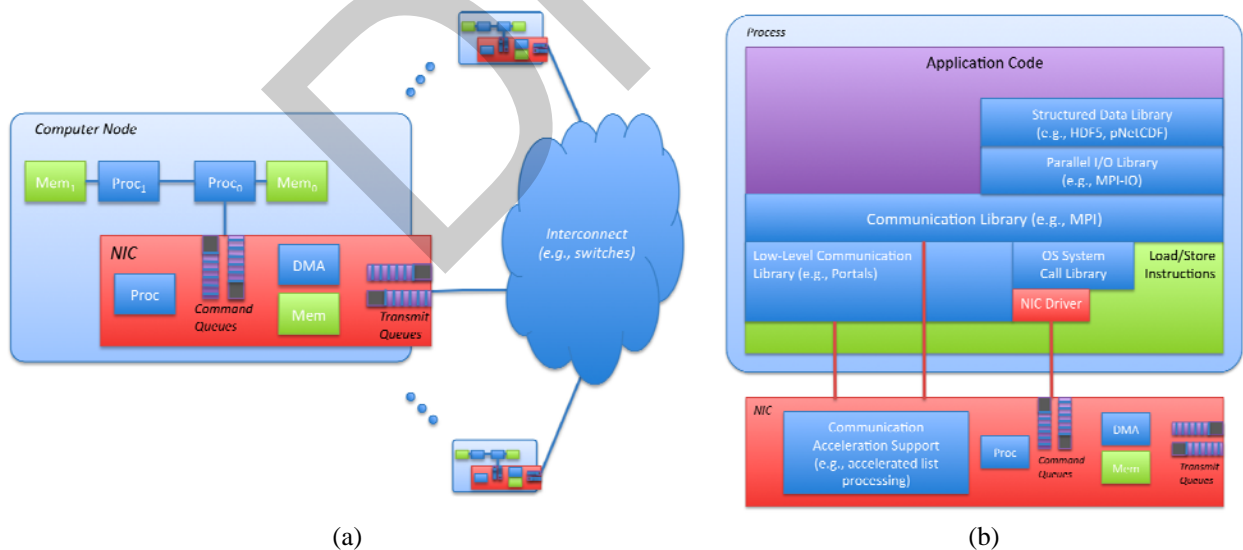 Computer Node
Mem1
Proc1
Proc0
Mem0
NIC
Proc
Command
Queues
DMA
Mem
Transmit
Queues
Interconnect
(e.g., switches)
(a)
Process
Application Code
Structured Data Library
(e.g., HDF5, pNetCDF)
Parallel I/O Library
(e.g., MPI-IO)
Communication Library (e.g., MPI)
Low-Level Communication
Library (e.g., Portals)
OS System
Call Library
NIC Driver
Load/Store
Instructions
NIC
Communication
Acceleration Support
(e.g., accelerated list
processing)
Proc
Command
Queues
DMA
Mem
Transmit
Queues
(b)